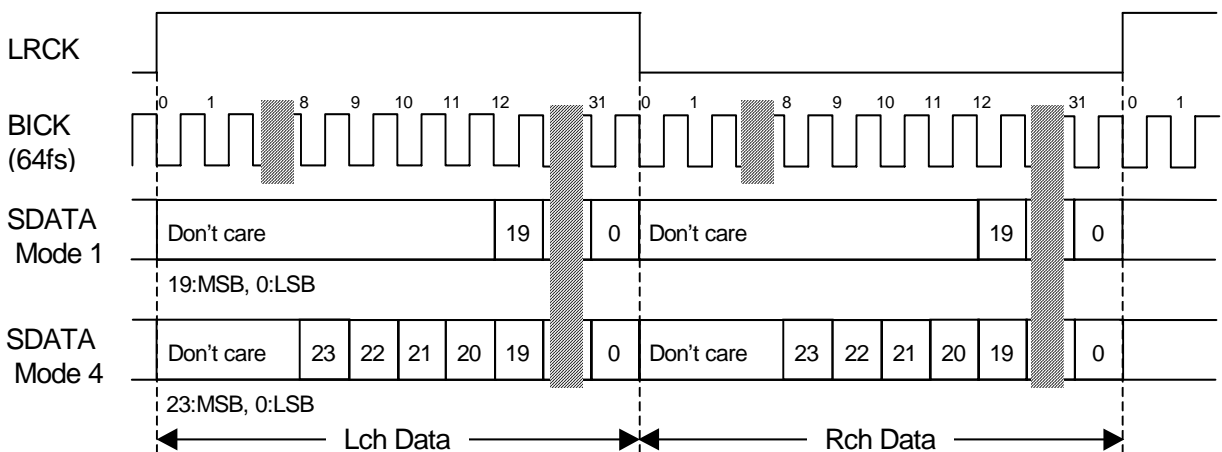 LRCK
0 1 8 9 10 11 12 31 0 1 8 9 10 11 12 31 0 1
BICK
(64fs)
SDATA
Mode 1
Don't care 19 0 Don't care 19 0
19:MSB, 0:LSB
SDATA
Mode 4
Don't care 23 22 21 20 19 0 Don't care 23 22 21 20 19 0
23:MSB, 0:LSB
Lch Data Rch Data